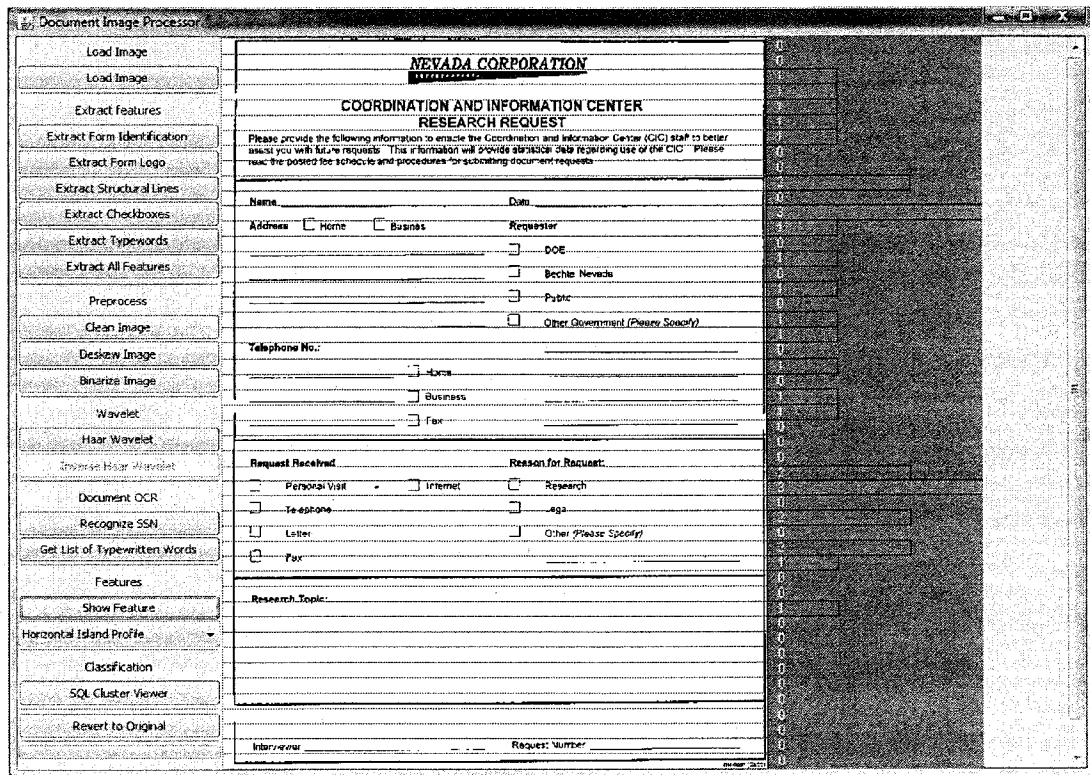 Document Image Processor
Load Image
Load Image
Extract features
Extract Form Identification
Extract Form Logo
Extract Structural Lines
Extract Checkboxes
Extract Typewords
Extract All Features
Preprocess
Clean Image
Deskew Image
Binarize Image
Wavelet
Haar Wavelet
Inverse Haar Wavelet
Document OCR
Recognize SSN
Get List of Typewritten Words
Features
Show Feature
Horizontal Island Profile
Classification
SQL Cluster Viewer
Revert to Original
NEVADA CORPORATION
COORDINATION AND INFORMATION CENTER
RESEARCH REQUEST
Please provide the following information to enable the Coordination and Information Center (CIC) staff to better
assist you with future requests. This information will provide statistical data regarding use of the CIC. Please
read the posted fee schedule and procedures for submitting document requests
Name Date
Address Home Busines Requester
DOE
Bechte Nevada
Public
Other Government (Please Specify)
Telephone No.:
Home
Business
Fax
Request Received Reason for Request:
Personal Visit Internet Research
Telephone Lega
Letter Other (Please Specify)
Fax
Research Topic:
Interviewer Request Number